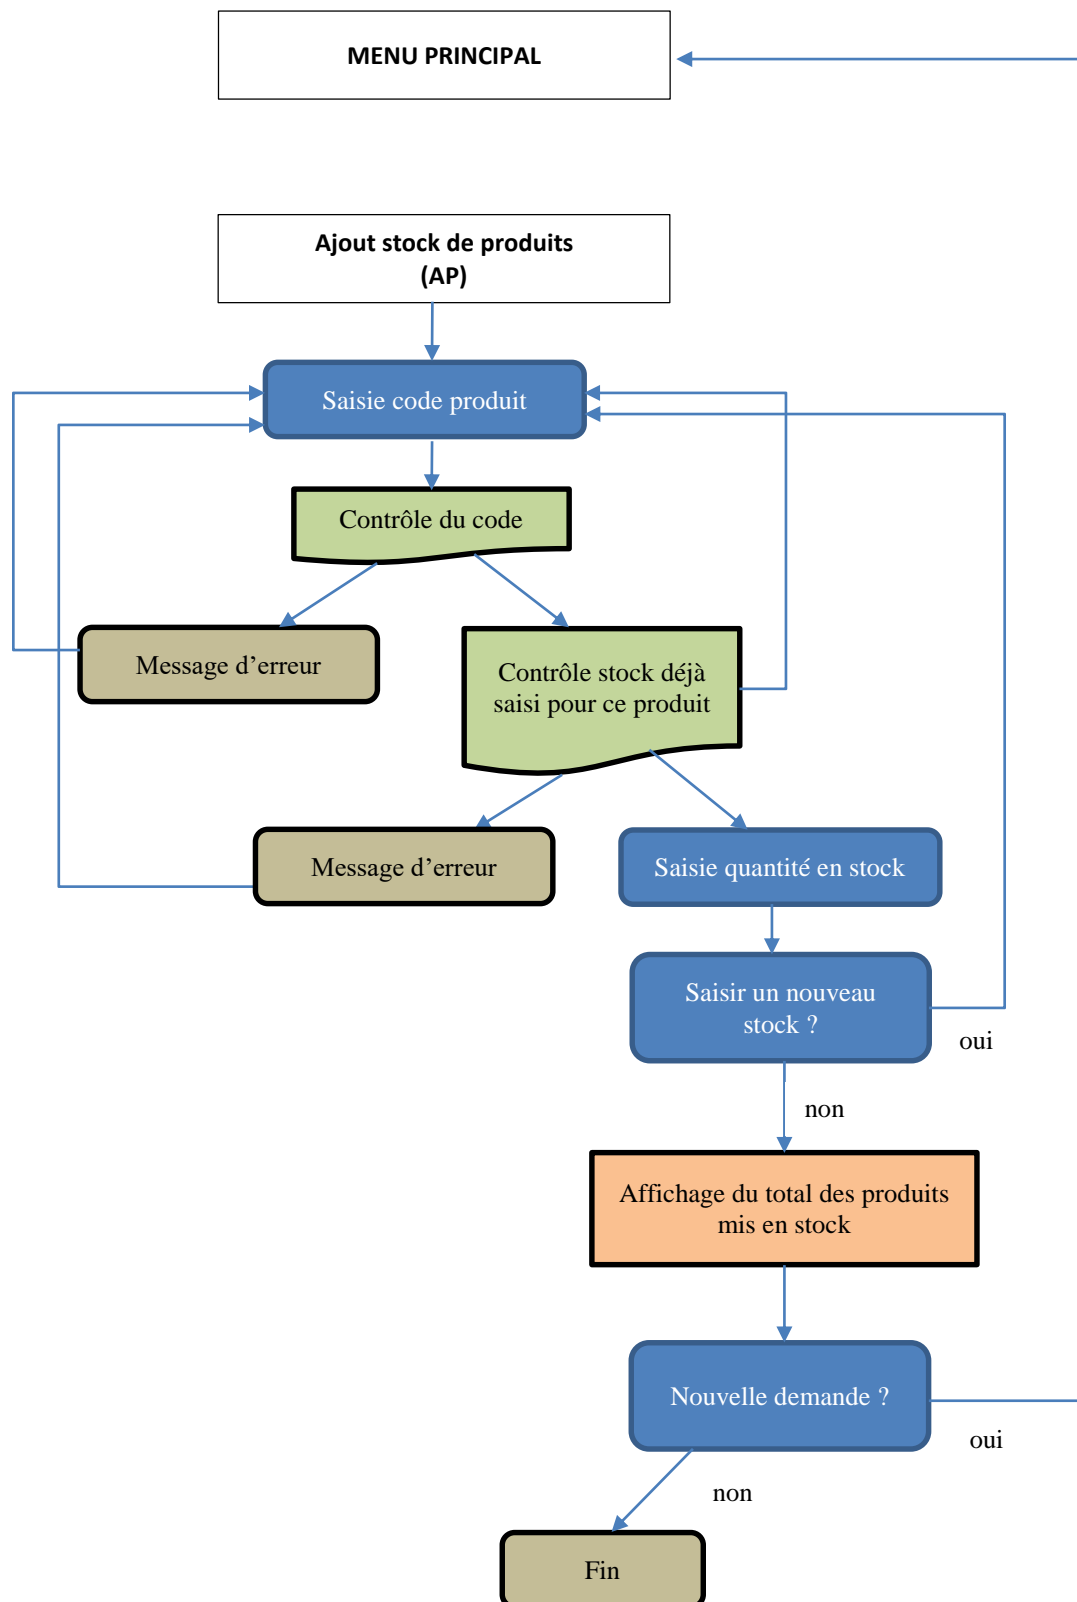 MENU PRINCIPAL
Ajout stock de produits
(AP)
Saisie code produit
Contrôle du code
Message d’erreur
Contrôle stock déjà
saisi pour ce produit
Message d’erreur
Saisie quantité en stock
Saisir un nouveau
stock ?
oui
non
Affichage du total des produits
mis en stock
Nouvelle demande ?
oui
non
Fin